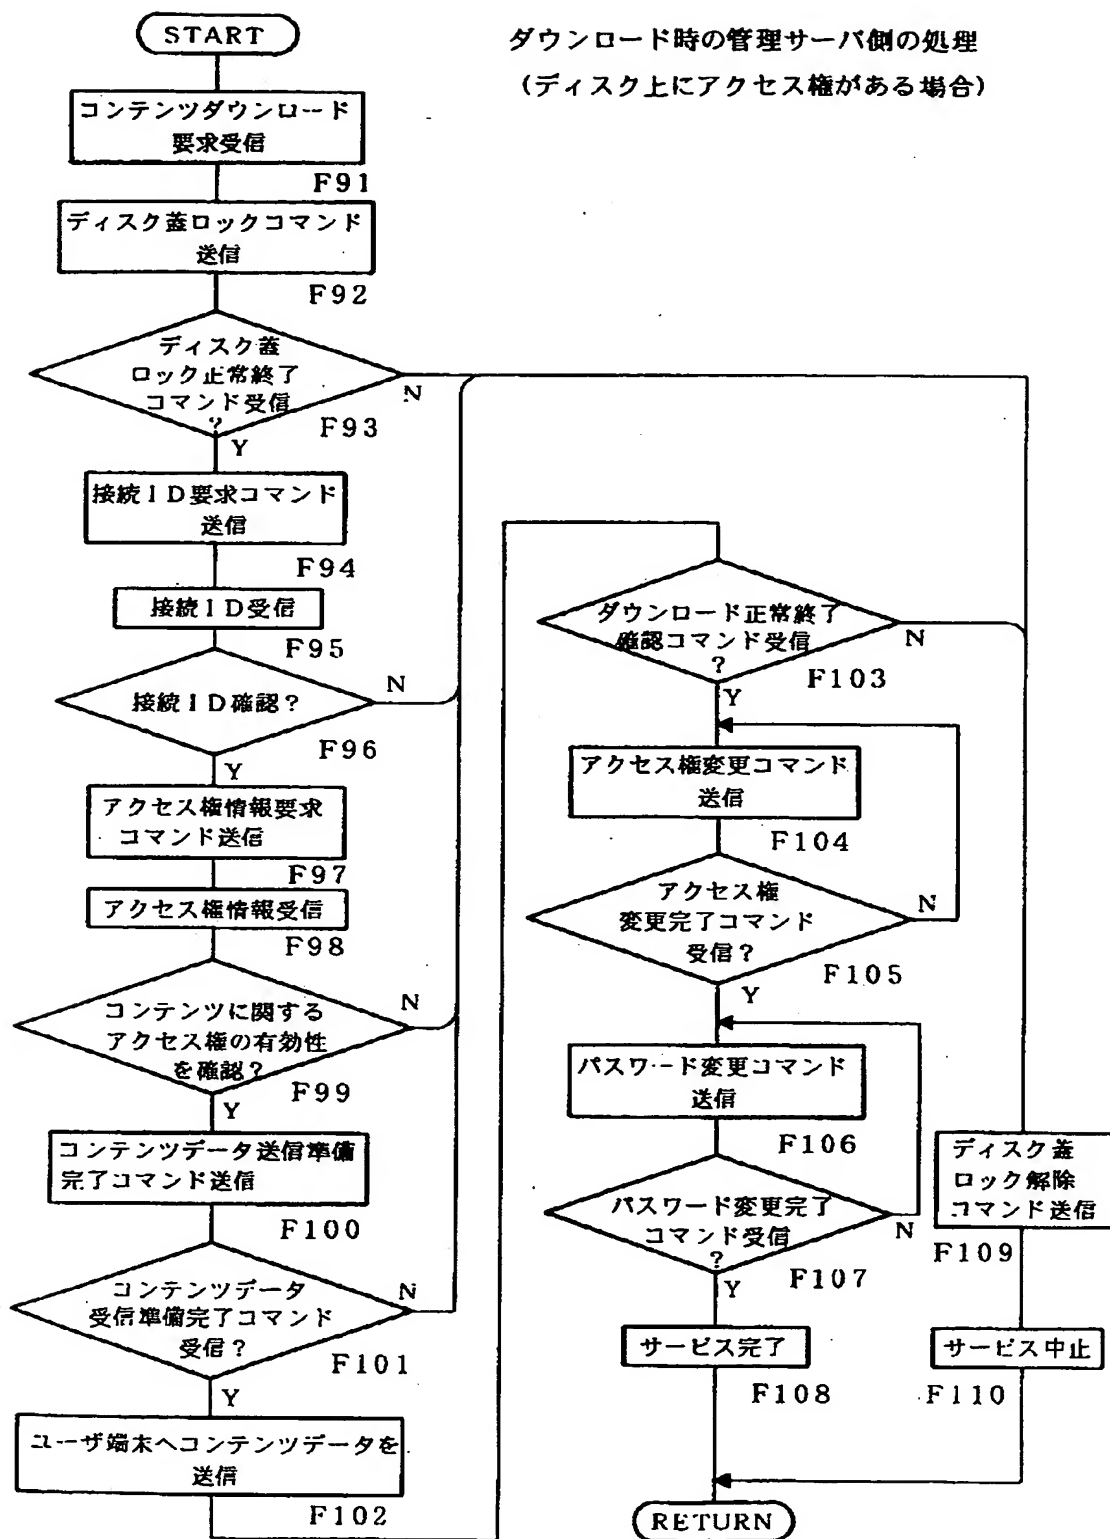 START
ダウンロード時の管理サーバ側の処理
(ディスク上にアクセス権がある場合)
コンテンツダウンロード
要求受信
F91
ディスク蓋ロックコマンド
送信
F92
ディスク蓋
ロック正常終了
コマンド受信
?
F93
N
Y
接続ID要求コマンド
送信
F94
接続ID受信
F95
接続ID確認?
F96
N
Y
アクセス権情報要求
コマンド送信
F97
アクセス権情報受信
F98
コンテンツに関する
アクセス権の有効性
を確認?
F99
N
Y
コンテンツデータ送信準備
完了コマンド送信
F100
コンテンツデータ
受信準備完了コマンド
受信?
F101
N
Y
ユーザ端末へコンテンツデータを
送信
F102
ダウンロード正常終了
確認コマンド受信
?
F103
N
Y
アクセス権変更コマンド
送信
F104
アクセス権
変更完了コマンド
受信?
F105
N
Y
パスワード変更コマンド
送信
F106
パスワード変更完了
コマンド受信
?
F107
N
Y
サービス完了
F108
ディスク蓋
ロック解除
コマンド送信
F109
サービス中止
F110
RETURN